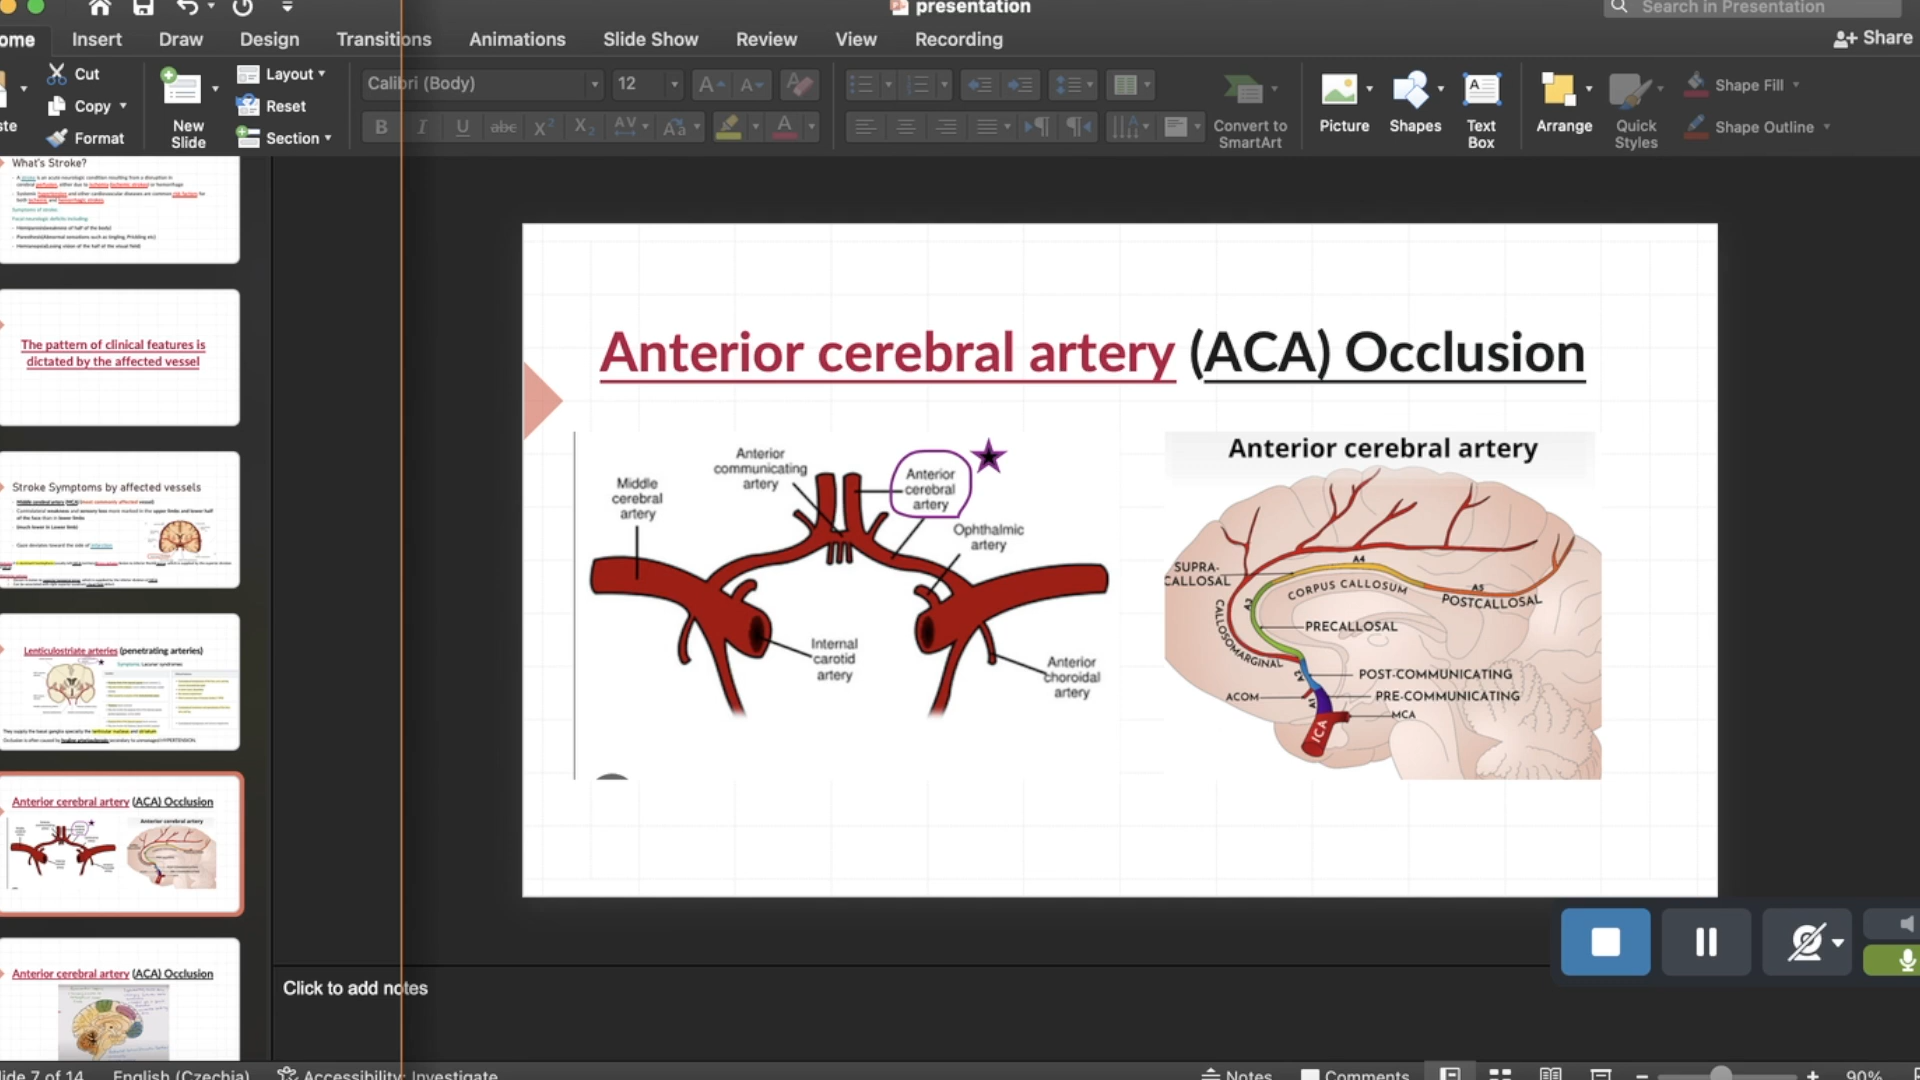 presentation
Search in Presentation
ome
Insert
Draw
Design
Transitions
Animations
Slide Show
Review
View
Recording
Share
Cut
Copy
Format
New
Slide
Layout
Reset
Section
Calibri (Body)
12
Convert to
SmartArt
Picture
Shapes
Text
Box
Arrange
Quick
Styles
Shape Fill
Shape Outline
What's Stroke?
The pattern of clinical features is
dictated by the affected vessel
Stroke Symptoms by affected vessels
Lenticulostriate arteries (penetrating arteries)
Anterior cerebral artery (ACA) Occlusion
Anterior cerebral artery (ACA) Occlusion
Anterior cerebral artery (ACA) Occlusion
Middle
cerebral
artery
Anterior
communicating
artery
Anterior
cerebral
artery
Ophthalmic
artery
Internal
carotid
artery
Anterior
choroidal
artery
Anterior cerebral artery
SUPRA-
CALLOSAL
A4
CORPUS CALLOSUM
A5
POSTCALLOSAL
A3
CALLOSOMARGINAL
PRECALLOSAL
A2
POST-COMMUNICATING
ACOM
A1
PRE-COMMUNICATING
MCA
ICA
Click to add notes
lide 7 of 14
English (Czechia)
Accessibility: Investigate
Notes
Comments
90%